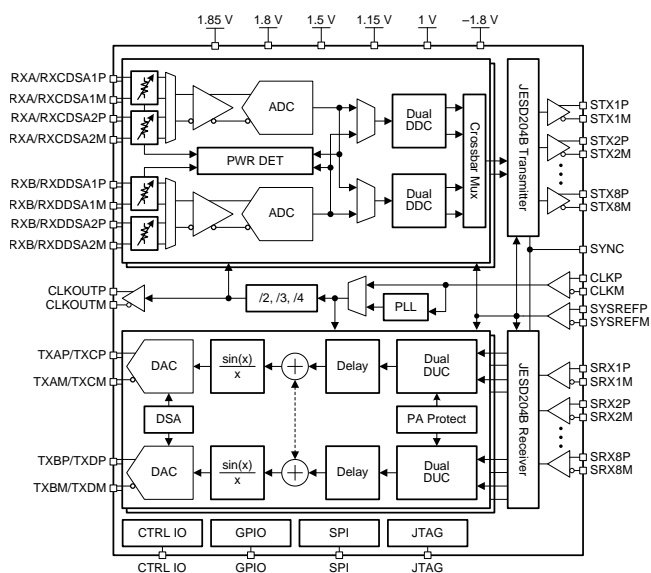 1.85 V 1.8 V 1.5 V 1.15 V 1 V –1.8 V
RXA/RXCDSA1P
RXA/RXCDSA1M
RXA/RXCDSA2P
RXA/RXCDSA2M
RXB/RXDDSA1P
RXB/RXDDSA1M
RXB/RXDDSA2P
RXB/RXDDSA2M
ADC
PWR DET
ADC
Dual
DDC
Dual
DDC
Crossbar Mux
JESD204B Transmitter
STX1P
STX1M
STX2P
STX2M
STX8P
STX8M
SYNC
CLKOUTP
CLKOUTM
/2, /3, /4
PLL
CLKP
CLKM
SYSREFP
SYSREFM
TXAP/TXCP
TXAM/TXCM
TXBP/TXDP
TXBM/TXDM
DAC
sin(x)
x
Delay
Dual
DUC
DSA
PA Protect
DAC
sin(x)
x
Delay
Dual
DUC
JESD204B Receiver
SRX1P
SRX1M
SRX2P
SRX2M
SRX8P
SRX8M
CTRL IO GPIO SPI JTAG
CTRL IO GPIO SPI JTAG